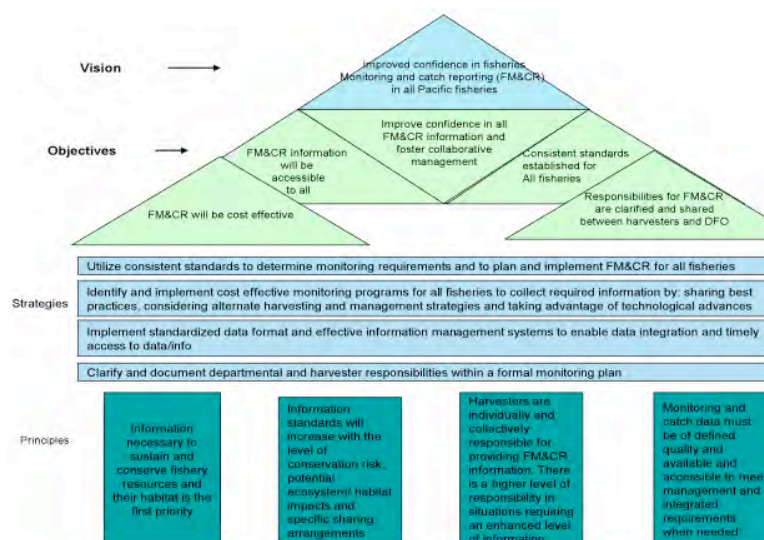 Vision
Improved confidence in fisheries
Monitoring and catch reporting (FM&CR)
in all Pacific fisheries
Objectives
FM&CR information
will be
accessible
to all
Improve confidence in all
FM&CR information and
foster collaborative
management
Consistent standards
established for
All fisheries
FM&CR will be cost effective
Responsibilities for FM&CR
are clarified and shared
between harvesters and DFO
Utilize consistent standards to determine monitoring requirements and to plan and implement FM&CR for all fisheries
Strategies
Identify and implement cost effective monitoring programs for all fisheries to collect required information by: sharing best
practices, considering alternate harvesting and management strategies and taking advantage of technological advances
Implement standardized data format and effective information management systems to enable data integration and timely
access to data/info
Clarify and document departmental and harvester responsibilities within a formal monitoring plan
Principles
Information
necessary to
sustain and
conserve fishery
resources and
their habitat is the
first priority
Information
standards will
increase with the
level of
conservation risk,
potential
ecosystem/ habitat
impacts and
specific sharing
arrangements
Harvesters are
individually and
collectively
responsible for
providing FM&CR
information. There
is a higher level of
responsibility in
situations requiring
an enhanced level
of information
Monitoring and
catch data must
be of defined
quality and
available and
accessible to meet
management and
integrated
requirements
when needed